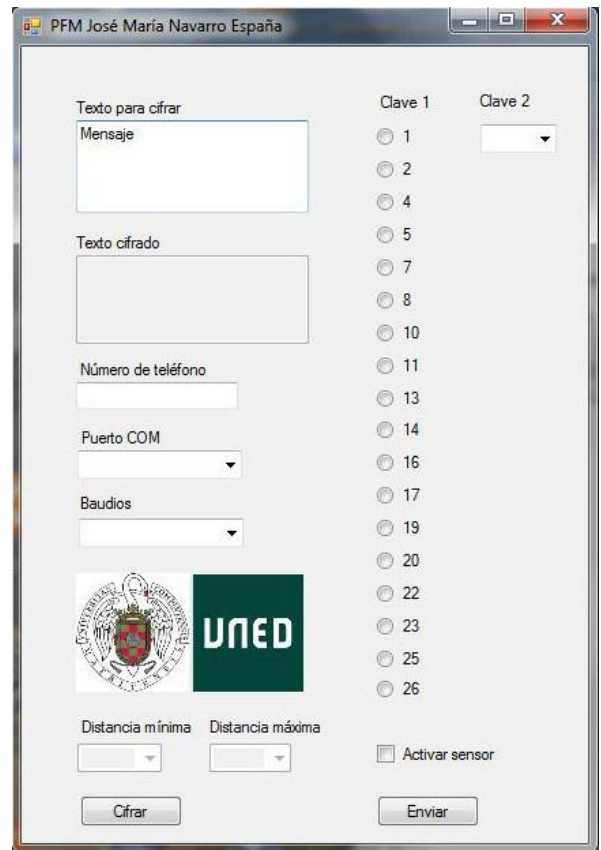 PFM José María Navarro España
Texto para cifrar
Mensaje
Texto cifrado
Número de teléfono
Puerto COM
Baudios
UNED
Distancia mínima
Distancia máxima
Cifrar
Clave 1
Clave 2
1
2
4
5
7
8
10
11
13
14
16
17
19
20
22
23
25
26
Activar sensor
Enviar